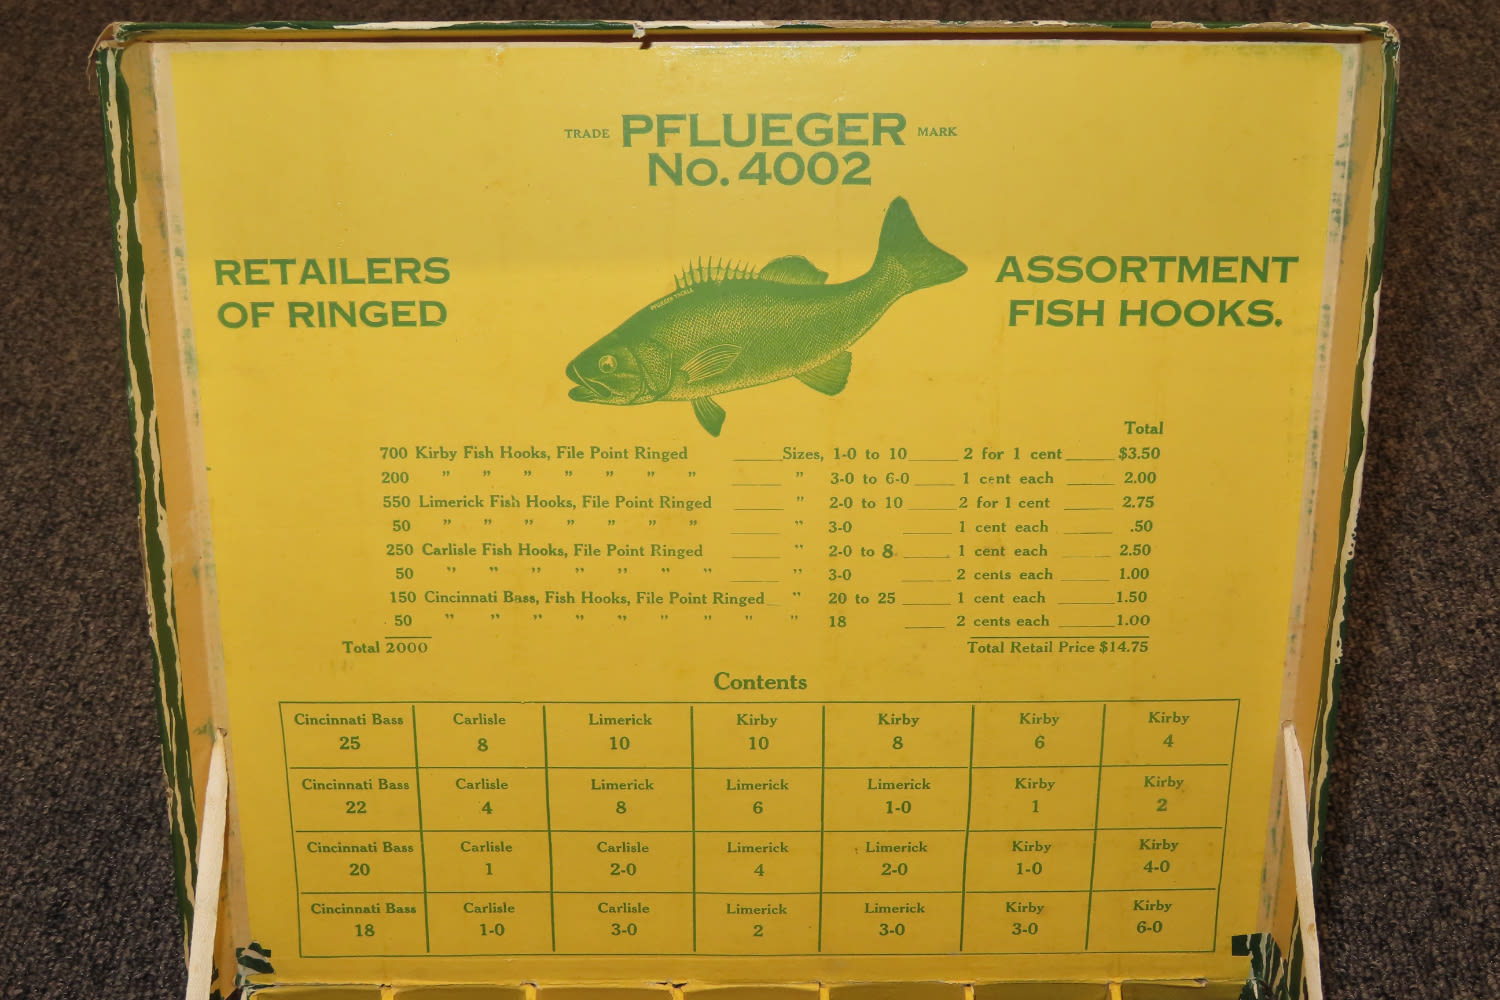 TRADE PFLUEGER MARK
No. 4002
RETAILERS ASSORTMENT
OF RINGED FISH HOOKS.
PFLUEGER TACKLE
Total
700 Kirby Fish Hooks, File Point Ringed Sizes, 1-0 to 10 2 for 1 cent $3.50
200 " " " " " " " " 3-0 to 6-0 1 cent each 2.00
550 Limerick Fish Hooks, File Point Ringed " 2-0 to 10 2 for 1 cent 2.75
50 " " " " " " " " 3-0 1 cent each .50
250 Carlisle Fish Hooks, File Point Ringed " 2-0 to 8 1 cent each 2.50
50 " " " " " " " " 3-0 2 cents each 1.00
150 Cincinnati Bass, Fish Hooks, File Point Ringed " 20 to 25 1 cent each 1.50
50 " " " " " " " " " 18 2 cents each 1.00
Total 2000 Total Retail Price $14.75
Contents
Cincinnati Bass Carlisle Limerick Kirby Kirby Kirby Kirby
25 8 10 10 8 6 4
Cincinnati Bass Carlisle Limerick Limerick Limerick Kirby Kirby
22 4 8 6 1-0 1 2
Cincinnati Bass Carlisle Carlisle Limerick Limerick Kirby Kirby
20 1 2-0 4 2-0 1-0 4-0
Cincinnati Bass Carlisle Carlisle Limerick Limerick Kirby Kirby
18 1-0 3-0 2 3-0 3-0 6-0